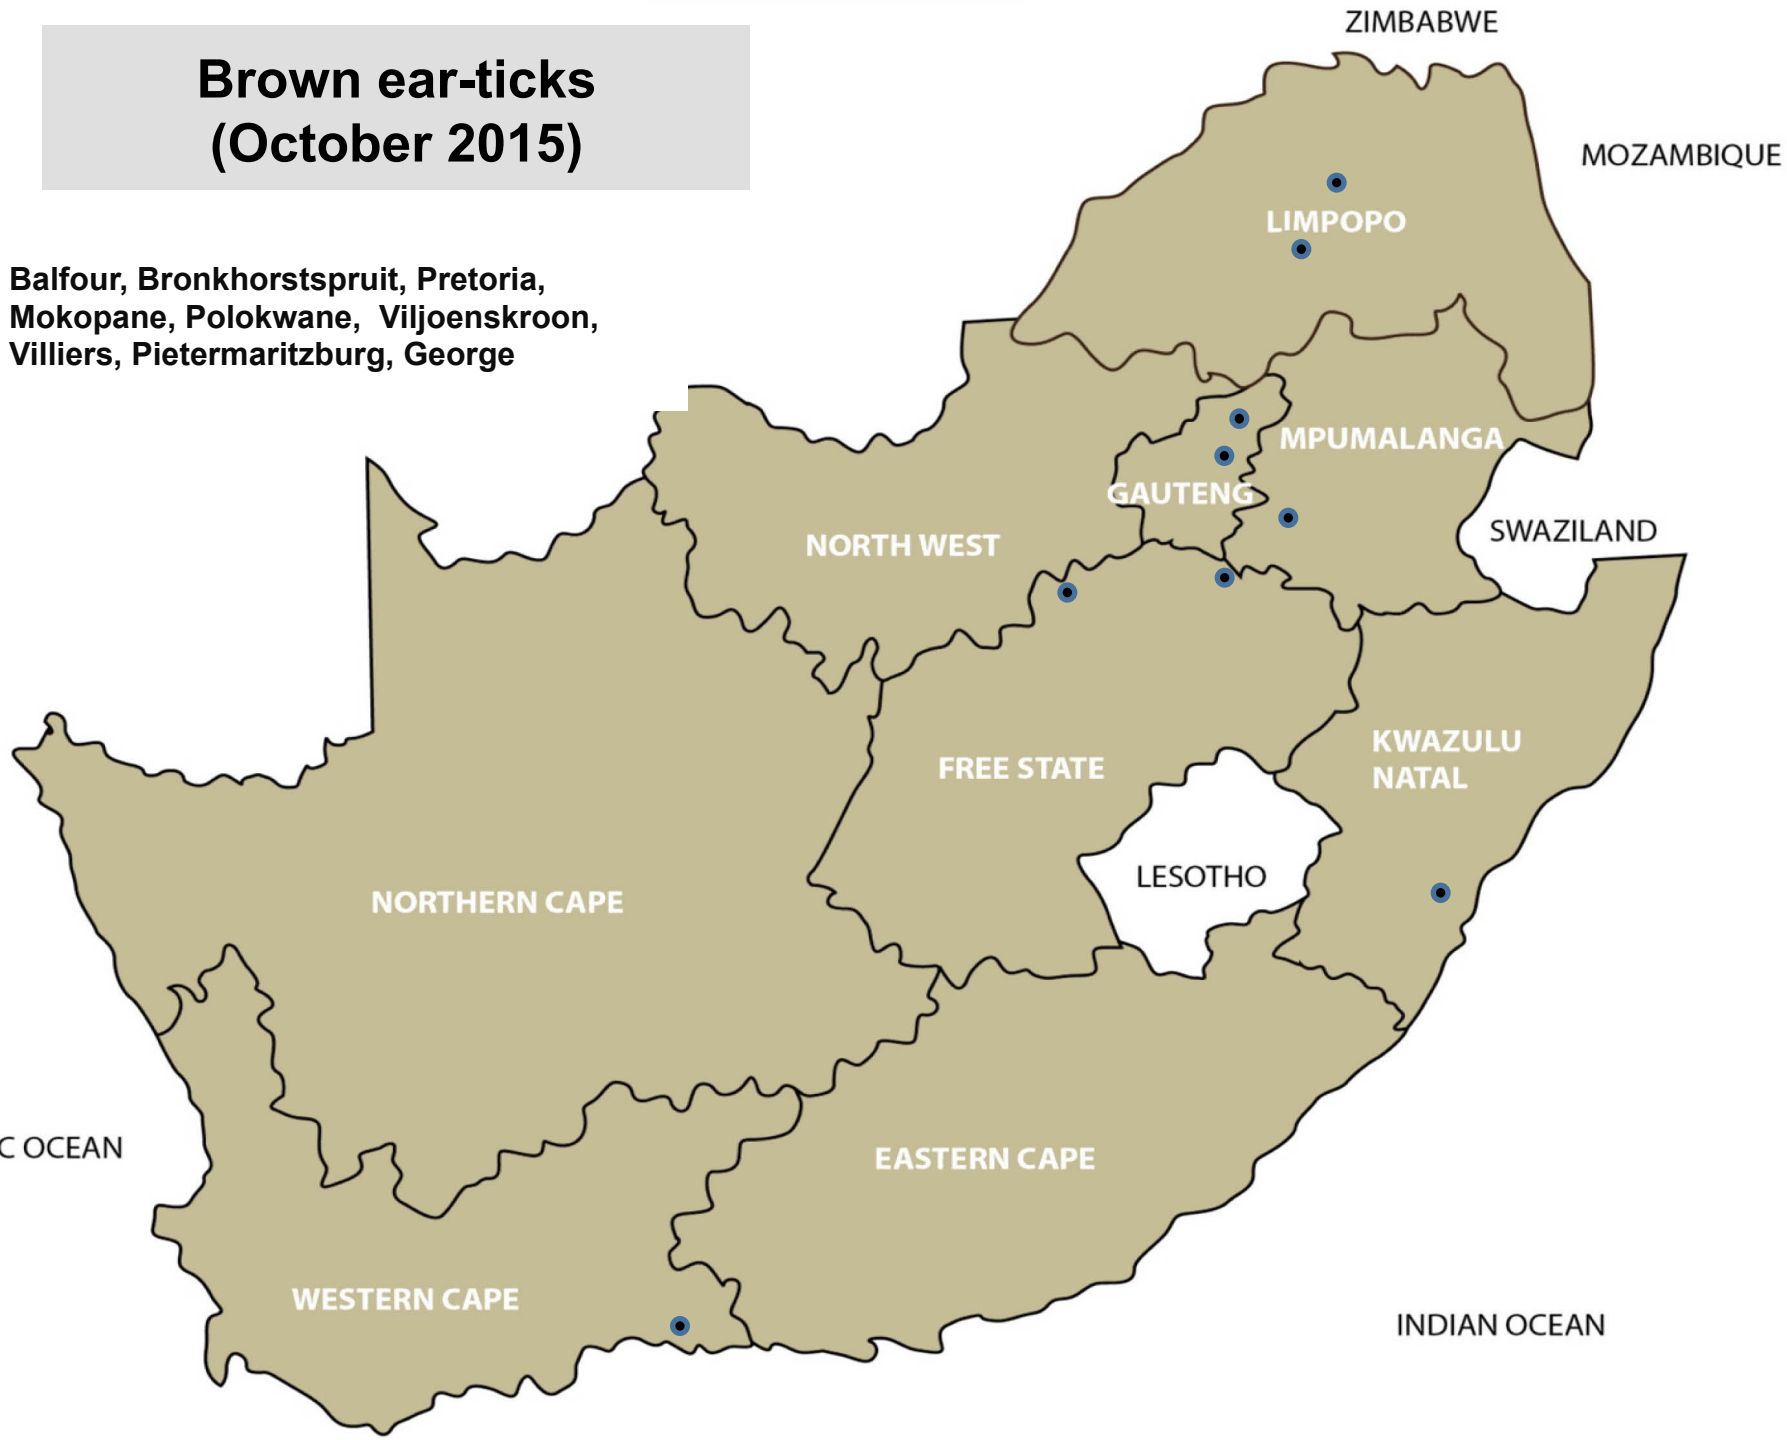 ZIMBABWE
Brown ear-ticks
(October 2015)
MOZAMBIQUE
LIMPOPO
Balfour, Bronkhorstspruit, Pretoria,
Mokopane, Polokwane, Viljoenskroon,
Villiers, Pietermaritzburg, George
MPUMALANGA
GAUTENG
SWAZILAND
NORTH WEST
KWAZULU
NATAL
FREE STATE
LESOTHO
NORTHERN CAPE
C OCEAN
EASTERN CAPE
WESTERN CAPE
INDIAN OCEAN